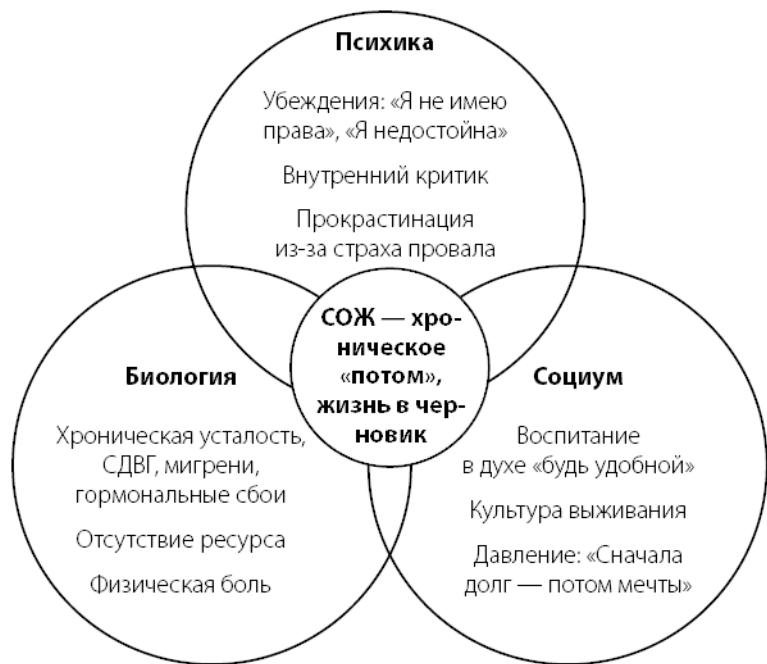 Психика
Убеждения: «Я не имею
права», «Я недостойна»
Внутренний критик
Прокрастинация
из-за страха провала
СОЖ — хро-
ническое
«потом»,
жизнь в чер-
новик
Биология
Хроническая усталость,
СДВГ, мигрени,
гормональные сбои
Отсутствие ресурса
Физическая боль
Социум
Воспитание
в духе «будь удобной»
Культура выживания
Давление: «Сначала
долг — потом мечты»